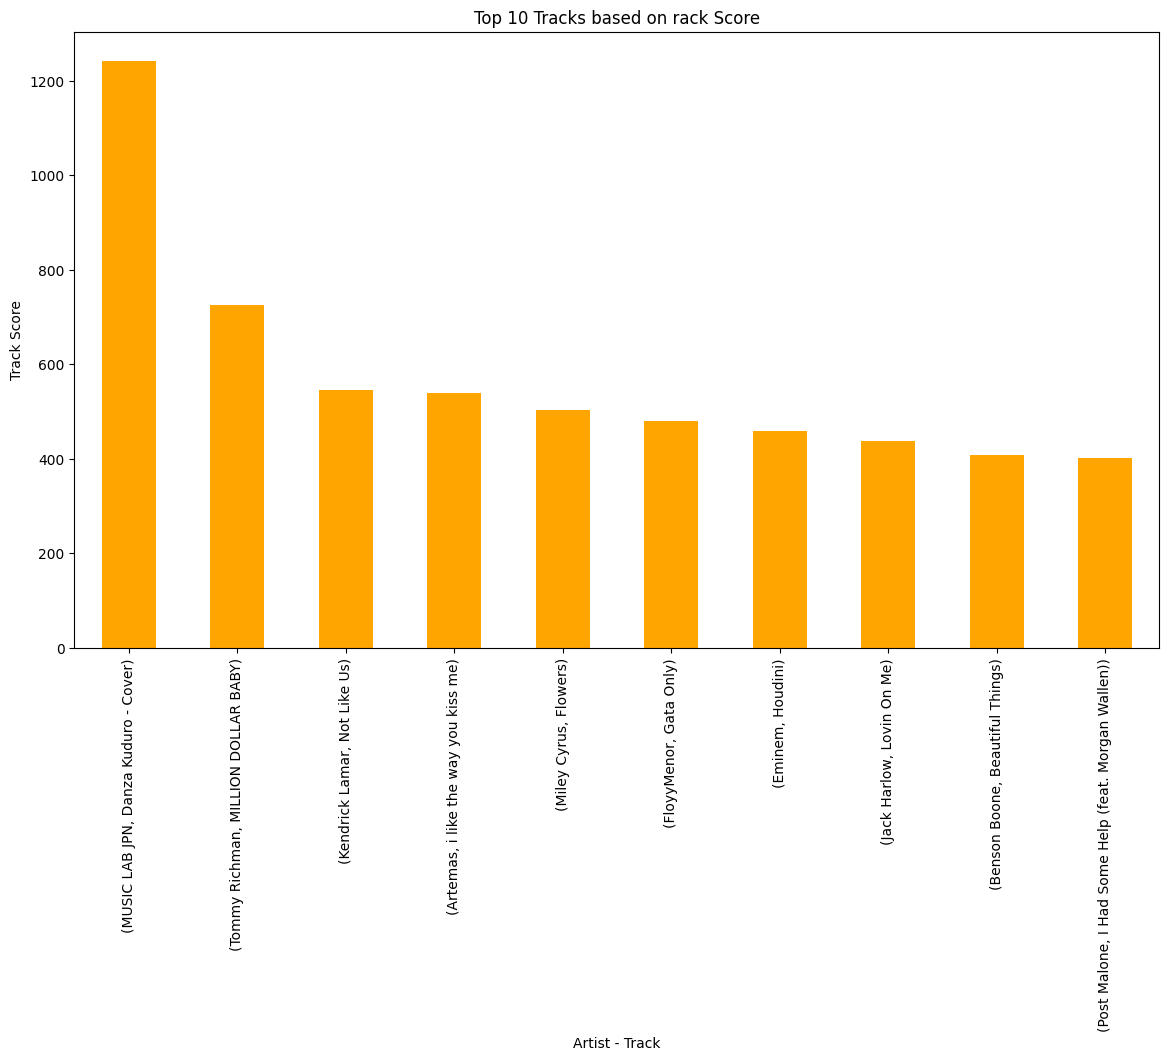 Top 10 Tracks based on rack Score
Track Score
1200
1000
800
600
400
200
0
(MUSIC LAB JPN, Danza Kuduro - Cover)
(Tommy Richman, MILLION DOLLAR BABY)
(Kendrick Lamar, Not Like Us)
(Artemas, i like the way you kiss me)
(Miley Cyrus, Flowers)
(FloyyMenor, Gata Only)
(Eminem, Houdini)
(Jack Harlow, Lovin On Me)
(Benson Boone, Beautiful Things)
(Post Malone, I Had Some Help (feat. Morgan Wallen))
Artist - Track